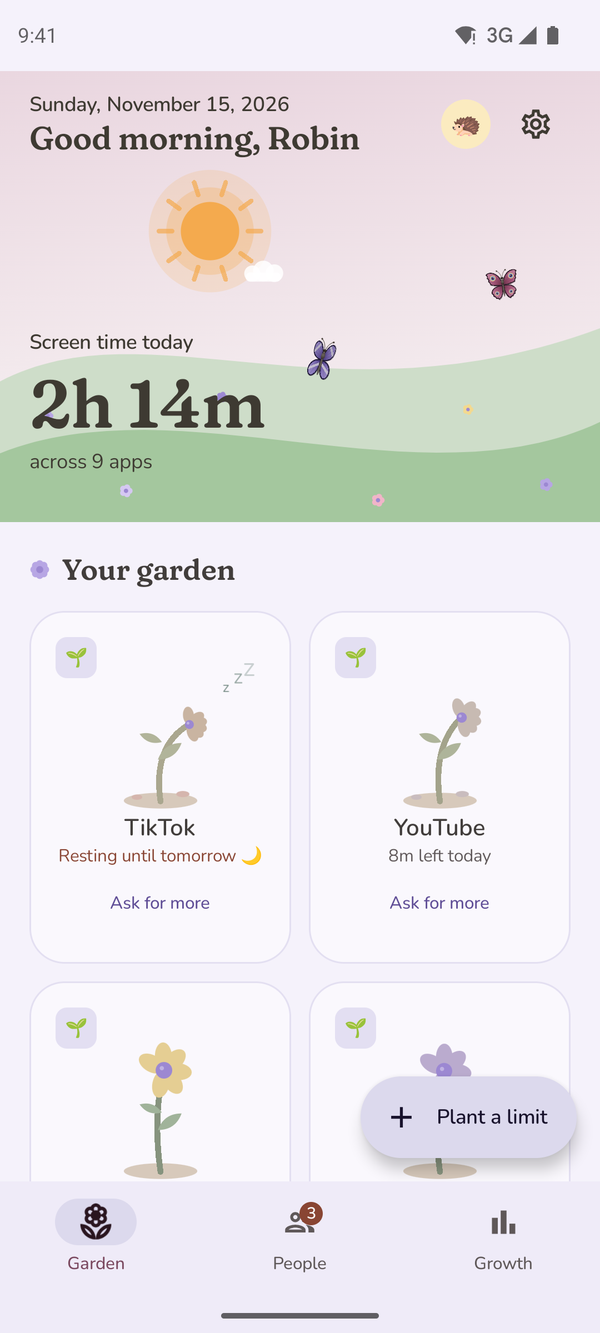 9:41
3G
Sunday, November 15, 2026
Good morning, Robin
Screen time today
2h 14m
across 9 apps
Your garden
z z Z
TikTok
Resting until tomorrow 🌙
Ask for more
YouTube
8m left today
Ask for more
Plant a limit
3
Garden
People
Growth